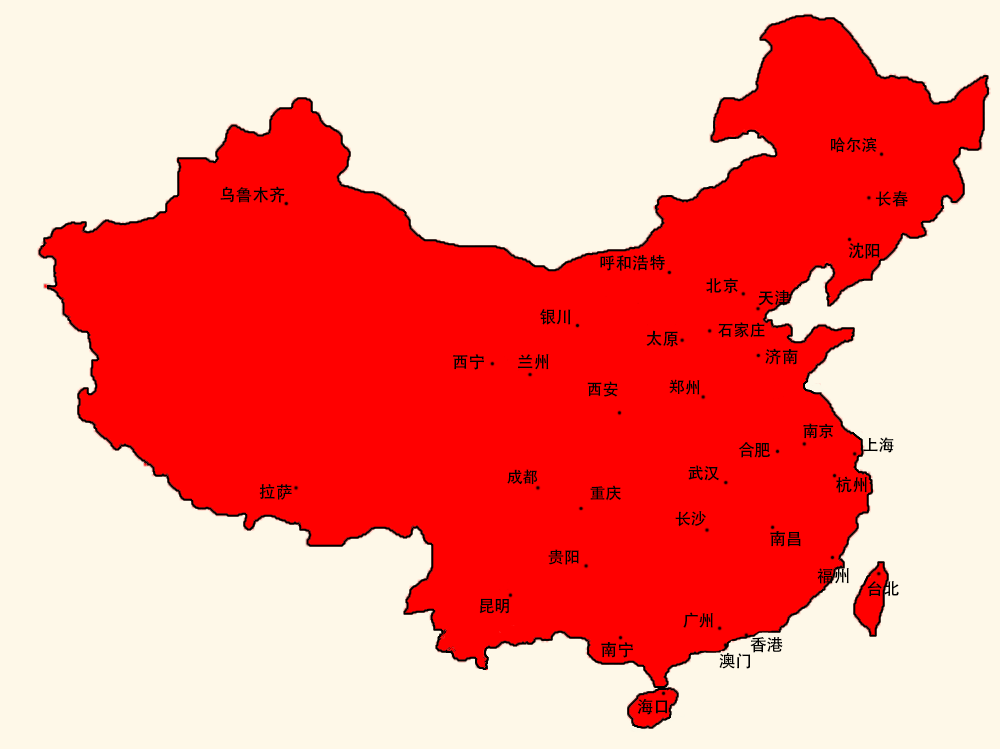 哈尔滨
乌鲁木齐
长春
沈阳
呼和浩特
北京
天津
银川
石家庄
太原
济南
西宁
兰州
西安
郑州
南京
上海
合肥
武汉
成都
杭州
拉萨
重庆
长沙
南昌
贵阳
福州
台北
昆明
广州
香港
南宁
澳门
海口